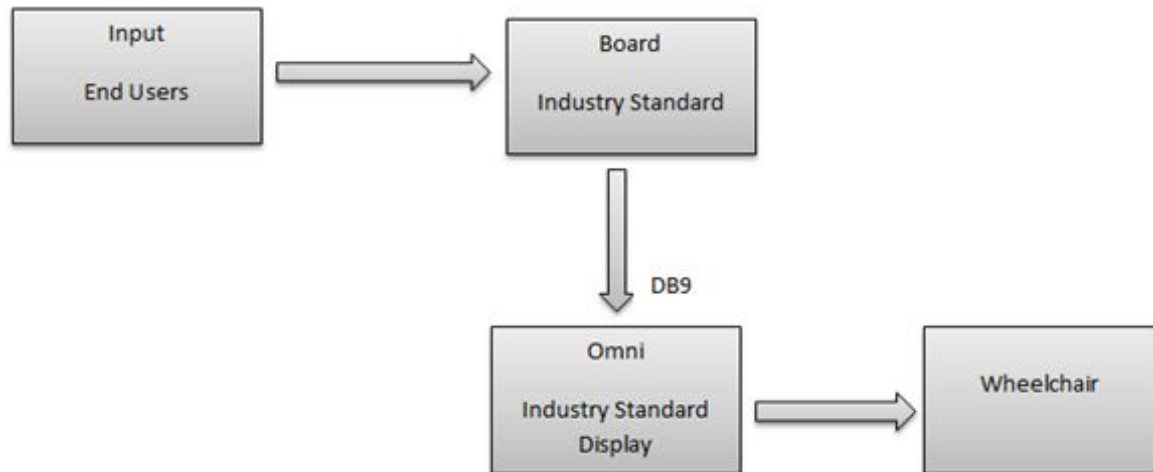 Input
End Users
Board
Industry Standard
DB9
Omni
Industry Standard
Display
Wheelchair